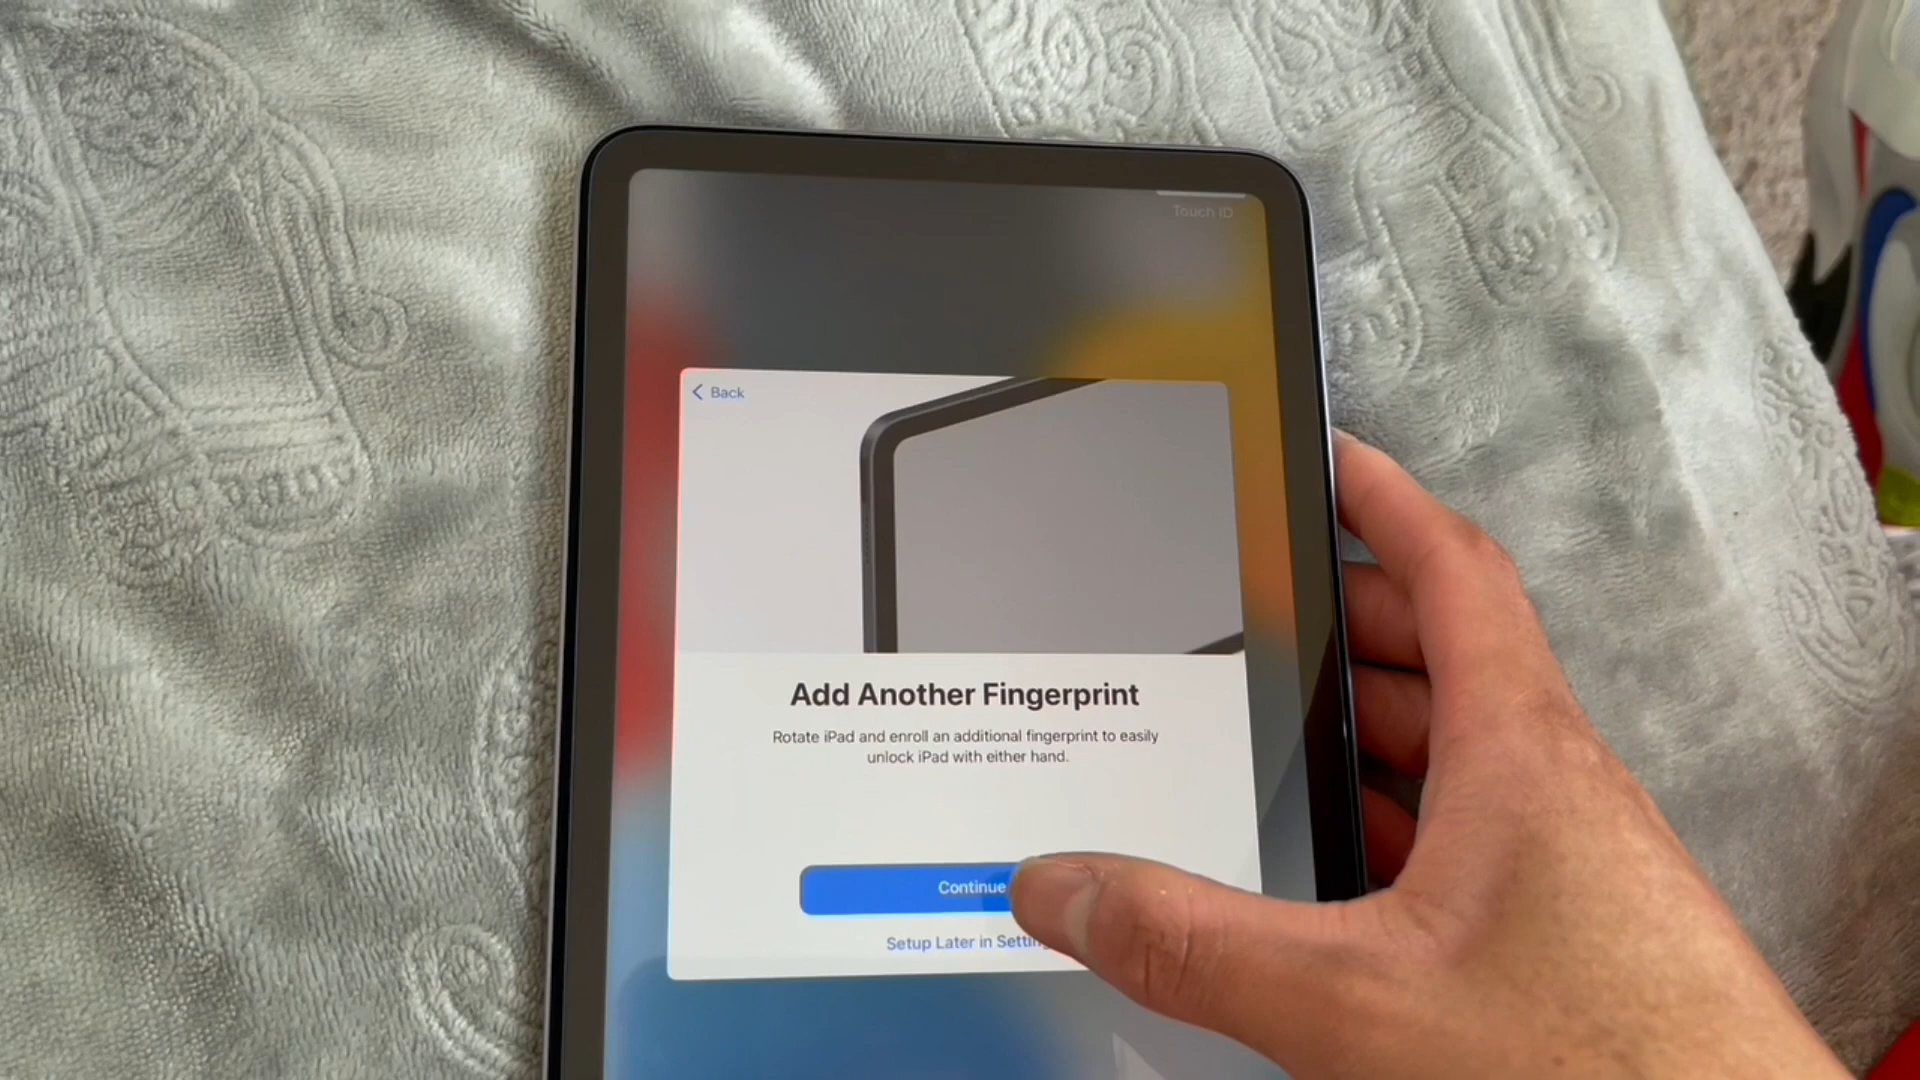 Touch ID
Back
Add Another Fingerprint
Rotate iPad and enroll an additional fingerprint to easily
unlock iPad with either hand.
Continue
Setup Later in